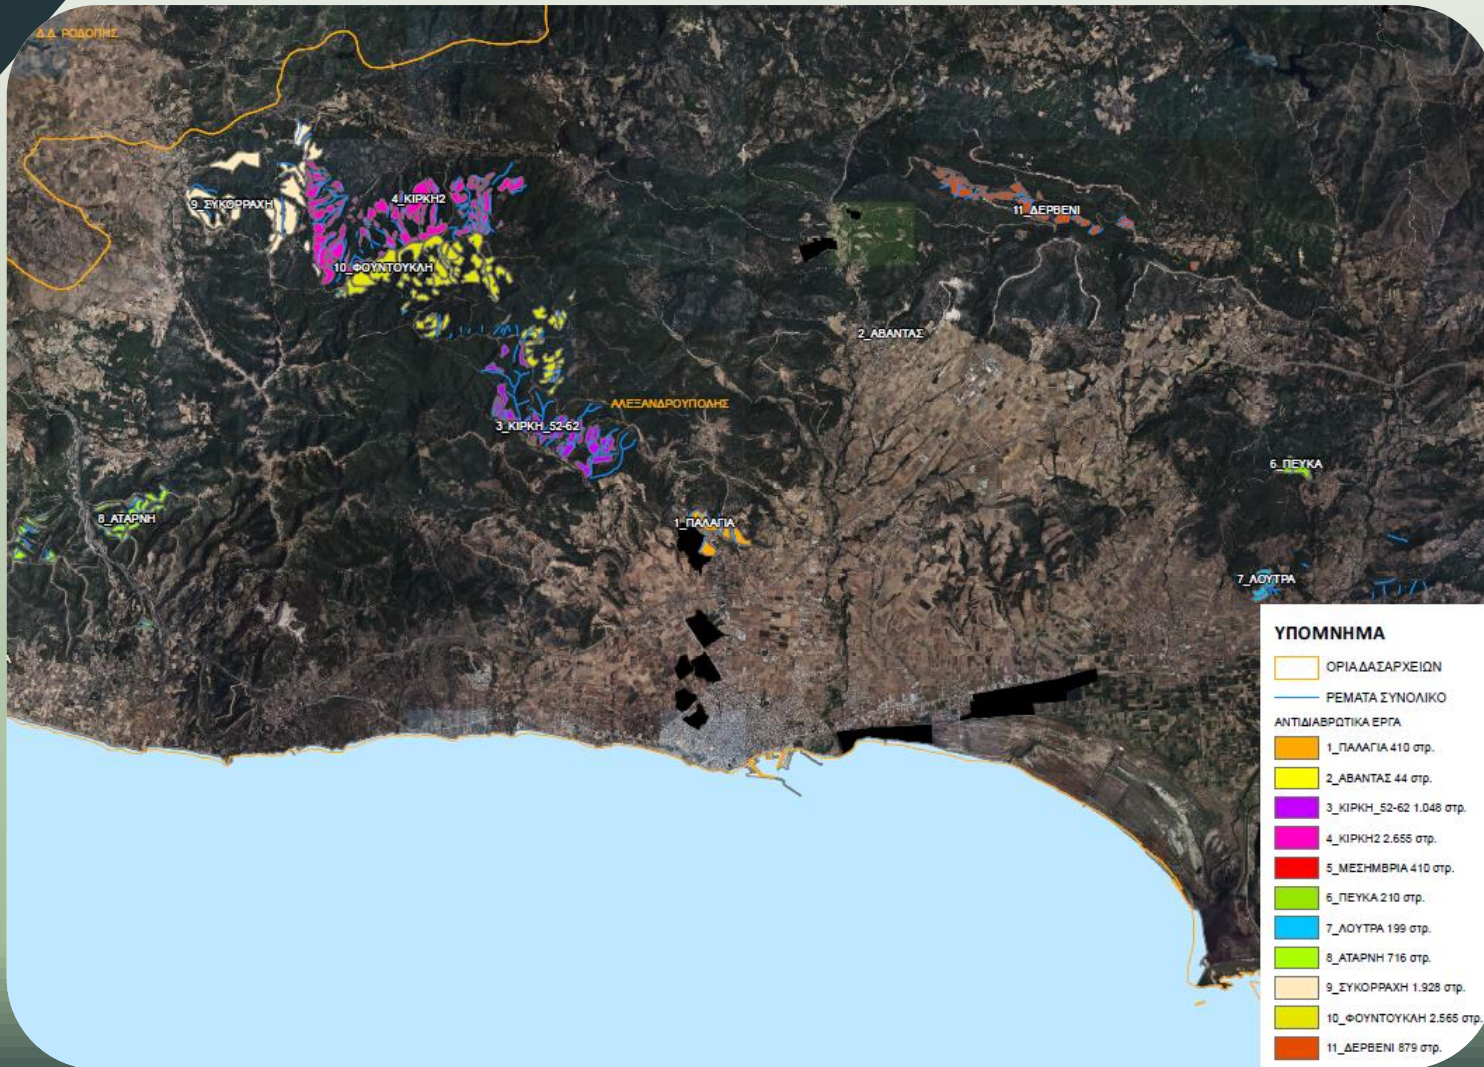 Δ.Δ. ΡΟΔΟΠΗΣ
4_ΚΙΡΚΗ2
9_ΣΥΚΟΡΡΑΧΗ
11_ΔΕΡΒΕΝΙ
10_ΦΟΥΝΤΟΥΚΛΗ
2_ΑΒΑΝΤΑΣ
ΑΛΕΞΑΝΔΡΟΥΠΟΛΗΣ
3_ΚΙΡΚΗ_52-62
6_ΠΕΥΚΑ
8_ΑΤΑΡΝΗ
1_ΠΑΛΑΓΙΑ
7_ΛΟΥΤΡΑ
ΥΠΟΜΝΗΜΑ
ΟΡΙΑ ΔΑΣΑΡΧΕΙΩΝ
ΡΕΜΑΤΑ ΣΥΝΟΛΙΚΟ
ΑΝΤΙΔΙΑΒΡΩΤΙΚΑ ΕΡΓΑ
1_ΠΑΛΑΓΙΑ 410 στρ.
2_ΑΒΑΝΤΑΣ 44 στρ.
3_ΚΙΡΚΗ_52-62 1.048 στρ.
4_ΚΙΡΚΗ2 2.655 στρ.
5_ΜΕΣΗΜΒΡΙΑ 410 στρ.
6_ΠΕΥΚΑ 210 στρ.
7_ΛΟΥΤΡΑ 199 στρ.
8_ΑΤΑΡΝΗ 716 στρ.
9_ΣΥΚΟΡΡΑΧΗ 1.928 στρ.
10_ΦΟΥΝΤΟΥΚΛΗ 2.565 στρ.
11_ΔΕΡΒΕΝΙ 879 στρ.